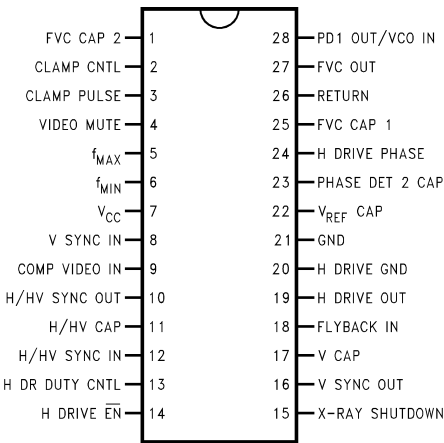 FVC CAP 2 1 28 PD1 OUT/VCO IN
CLAMP CNTL 2 27 FVC OUT
CLAMP PULSE 3 26 RETURN
VIDEO MUTE 4 25 FVC CAP 1
fMAX 5 24 H DRIVE PHASE
fMIN 6 23 PHASE DET 2 CAP
VCC 7 22 VREF CAP
V SYNC IN 8 21 GND
COMP VIDEO IN 9 20 H DRIVE GND
H/HV SYNC OUT 10 19 H DRIVE OUT
H/HV CAP 11 18 FLYBACK IN
H/HV SYNC IN 12 17 V CAP
H DR DUTY CNTL 13 16 V SYNC OUT
H DRIVE E̅N̅ 14 15 X-RAY SHUTDOWN